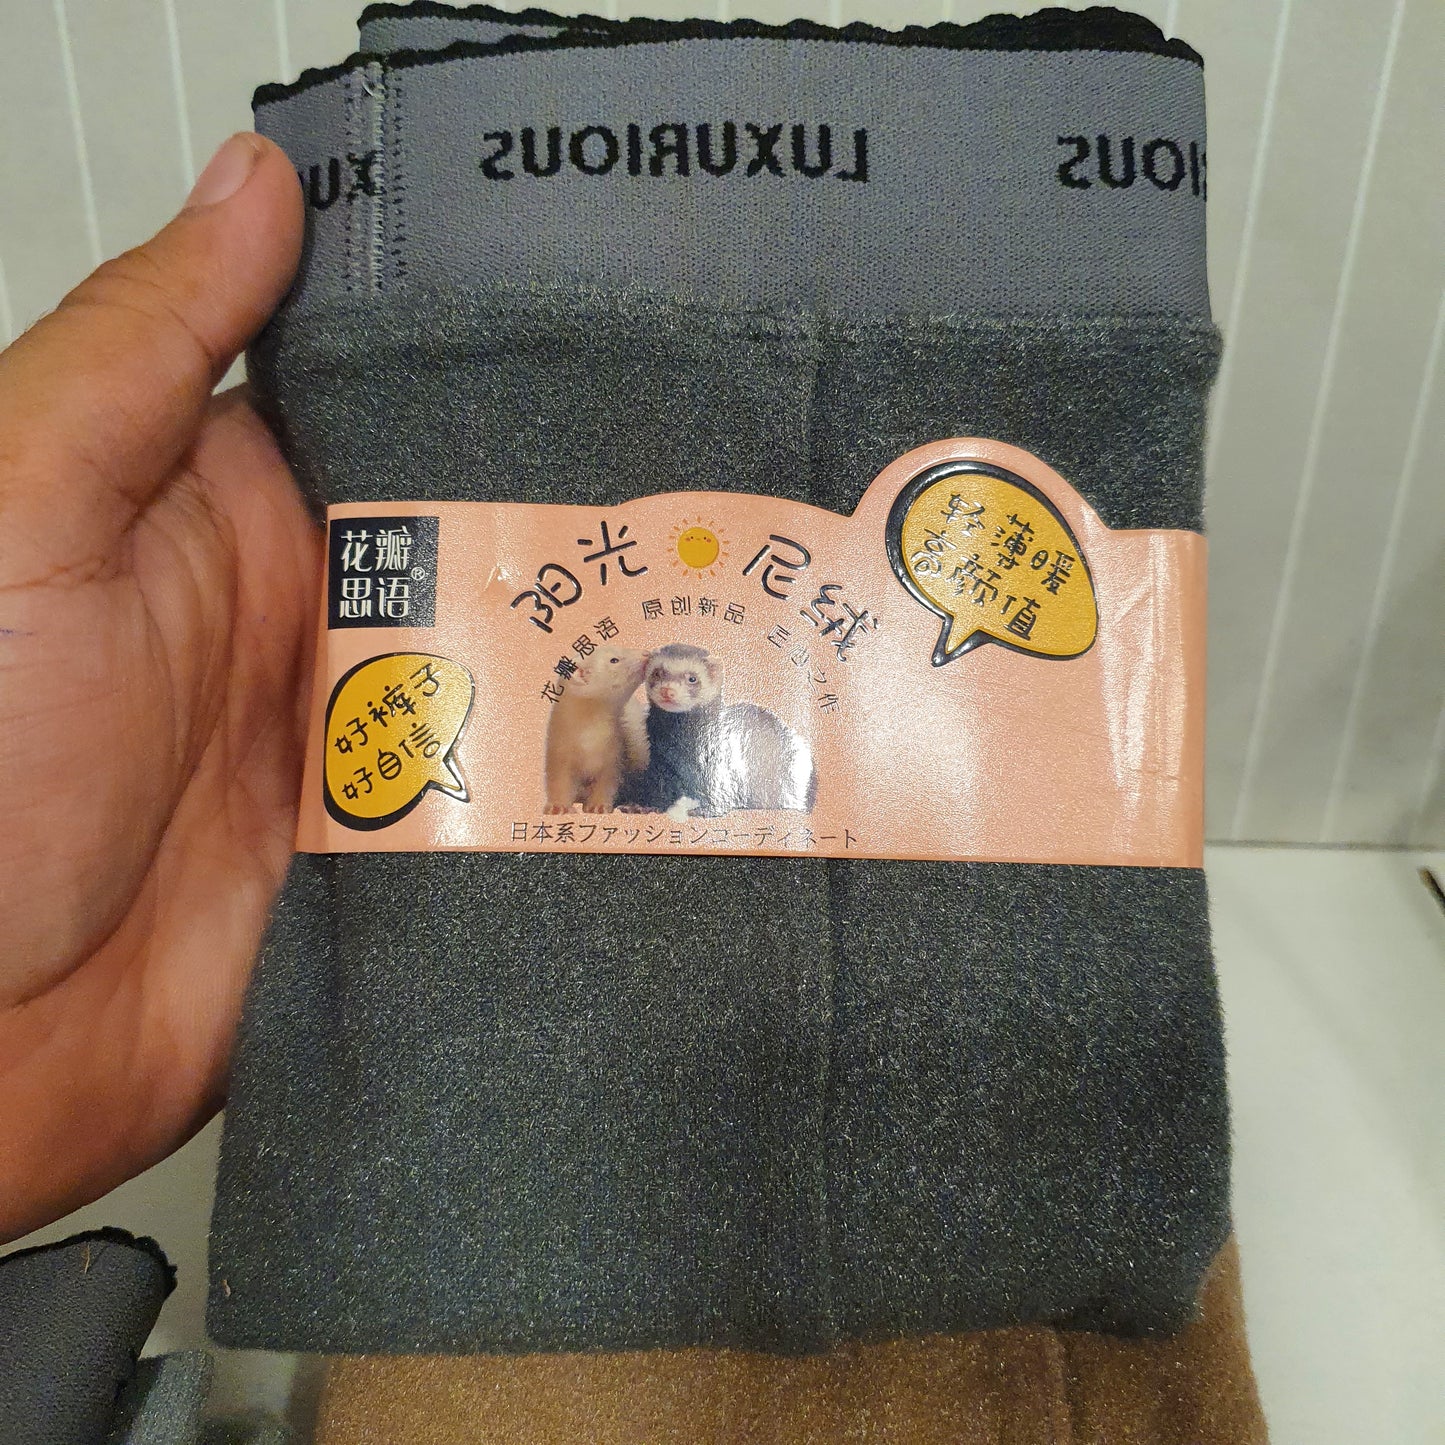 LUXURIOUS
花瓣
思语®
阳光 尼绒
花瓣思语 原创新品
轻薄暖
高颜值
好裤子
好自信
日本系ファッションコーディネート